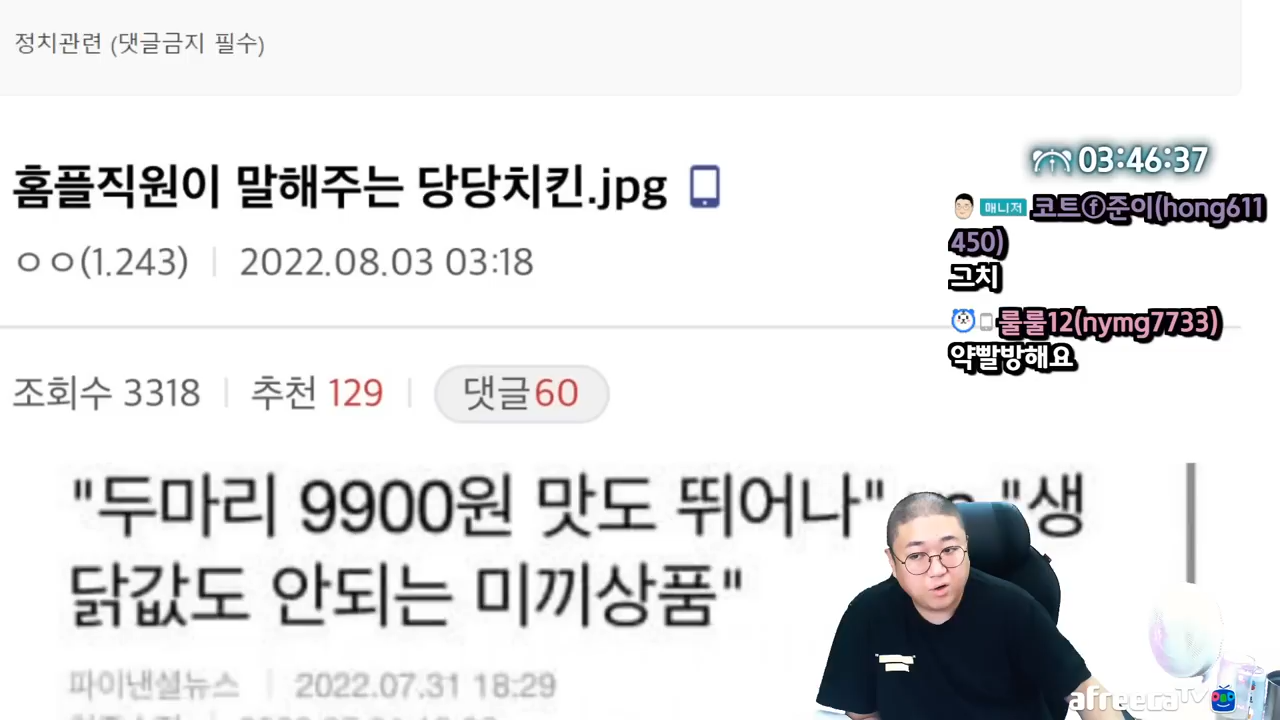 정치관련 (댓글금지 필수)
홈플직원이 말해주는 당당치킨.jpg
ㅇㅇ(1.243) | 2022.08.03 03:18
조회수 3318 | 추천 129 | 댓글60
"두마리 9900원 맛도 뛰어나" "생
닭값도 안되는 미끼상품"
파이낸셜뉴스 | 2022.07.31 18:29
03:46:37
매니저 코트ⓕ준이(hong611
450)
그치
룰룰12(nymg7733)
약빨방해요
afreecaTV